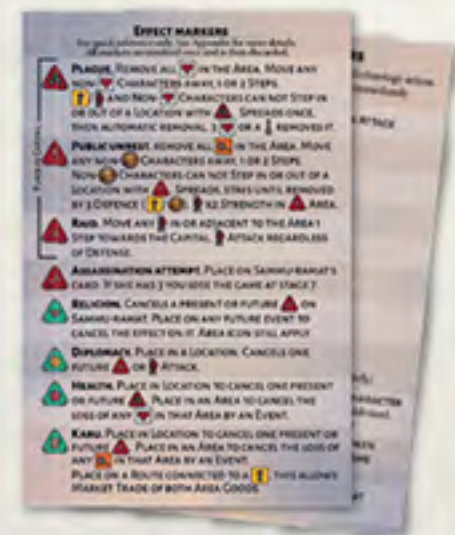 EFFECT MARKERS
For quick reference only. See Appendix for more details.
All markers are
PLAGUE. REMOVE ALL IN THE AREA. MOVE ANY
NON- CHARACTERS AWAY, 1 OR 2 STEPS.
AND NON- CHARACTERS CAN NOT STEP IN
OR OUT OF A LOCATION WITH . SPREADS ONCE,
THEN AUTOMATIC REMOVAL. 3 OR A REMOVES IT.
PUBLIC UNREST. REMOVE ALL IN THE AREA. MOVE
ANY NON- CHARACTERS AWAY, 1 OR 2 STEPS.
NON- CHARACTERS CAN NOT STEP IN OR OUT OF A
LOCATION WITH . SPREADS, STAYS UNTIL REMOVED
BY 3 DEFENCE ( ). X2 STRENGTH IN AREA.
RAID. MOVE ANY IN OR ADJACENT TO THE AREA 1
STEP TOWARDS THE CAPITAL. ATTACK REGARDLESS
OF DEFENSE.
ASSASSINATION ATTEMPT. PLACE ON SAMMU-RAMAT'S
CARD. IF SHE HAS 3 YOU LOSE THE GAME AT STAGE 7.
RELIGION. CANCELS A PRESENT OR FUTURE ON
SAMMU-RAMAT. PLACE ON ANY FUTURE EVENT TO
CANCEL THE EFFECT ON IT. AREA ICON STILL APPLY.
DIPLOMACY. PLACE IN A LOCATION. CANCELS ONE
FUTURE OR ATTACK.
HEALTH. PLACE IN LOCATION TO CANCEL ONE PRESENT
OR FUTURE . PLACE IN AN AREA TO CANCEL THE
LOSS OF ANY IN THAT AREA BY AN EVENT.
KARU. PLACE IN LOCATION TO CANCEL ONE PRESENT OR
FUTURE . PLACE IN AN AREA TO CANCEL THE LOSS OF
ANY IN THAT AREA BY AN EVENT.
PLACE ON A ROUTE CONNECTED TO A . THIS ALLOWS
MARKET TRADE OF BOTH AREA GOODS.
ATTACK